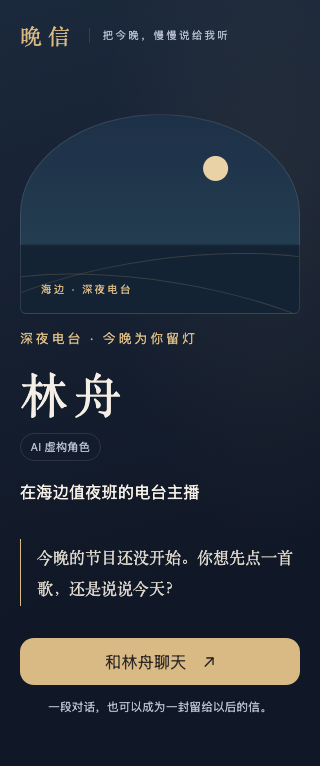 晚信
把今晚，慢慢说给我听
海边 · 深夜电台
深夜电台 · 今晚为你留灯
林舟
AI 虚构角色
在海边值夜班的电台主播
今晚的节目还没开始。你想先点一首
歌，还是说说今天？
和林舟聊天 ↗
一段对话，也可以成为一封留给以后的信。